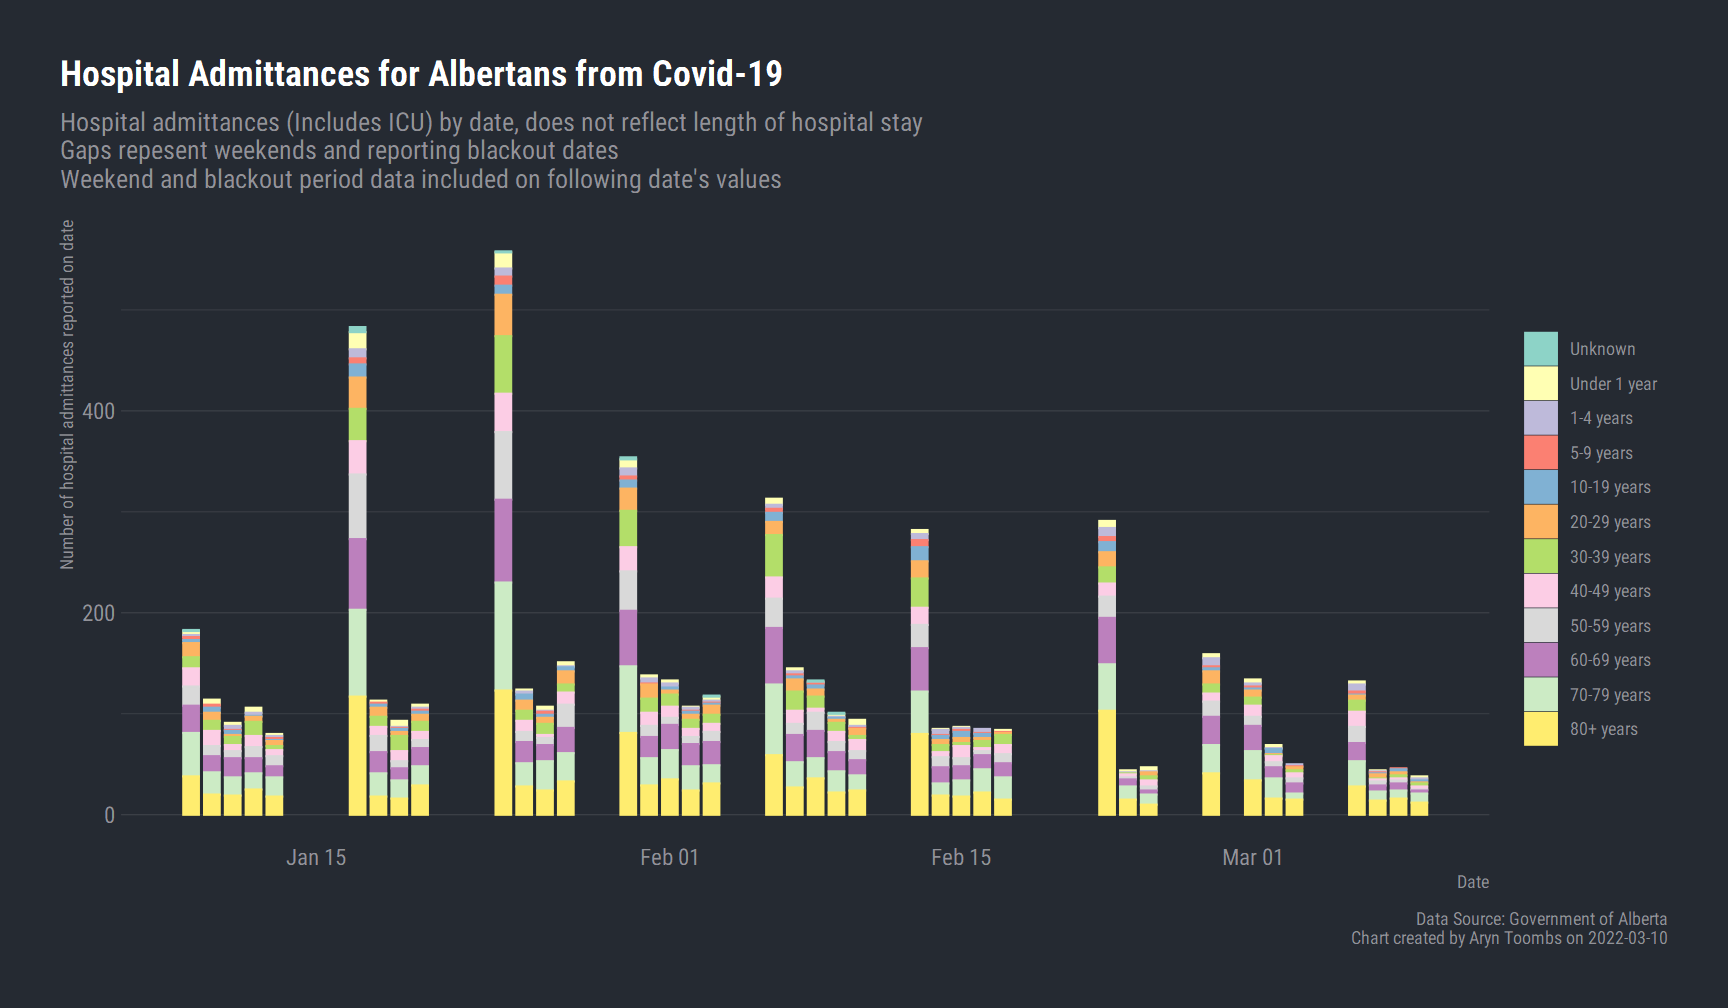 Hospital Admittances for Albertans from Covid-19
Hospital admittances (Includes ICU) by date, does not reflect length of hospital stay
Gaps repesent weekends and reporting blackout dates
Weekend and blackout period data included on following date's values
Number of hospital admittances reported on date
400
200
0
Jan 15
Feb 01
Feb 15
Mar 01
Date
Unknown
Under 1 year
1-4 years
5-9 years
10-19 years
20-29 years
30-39 years
40-49 years
50-59 years
60-69 years
70-79 years
80+ years
Data Source: Government of Alberta
Chart created by Aryn Toombs on 2022-03-10